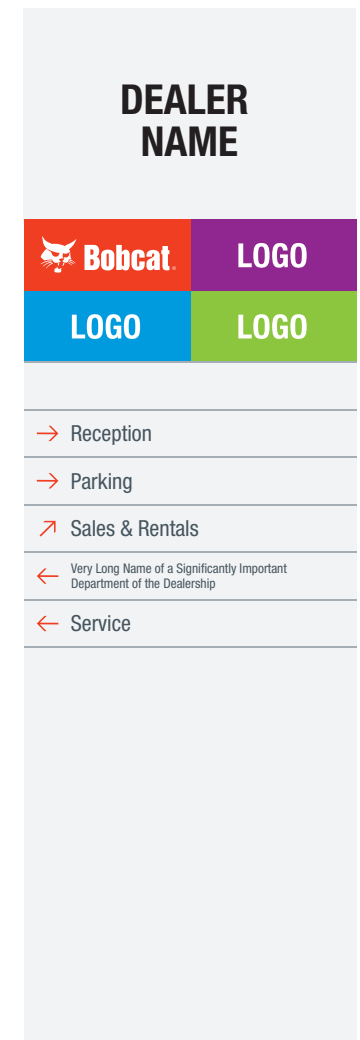 DEALER
NAME
Bobcat.
LOGO
LOGO
LOGO
→ Reception
→ Parking
↗ Sales & Rentals
← Very Long Name of a Significantly Important
Department of the Dealership
← Service